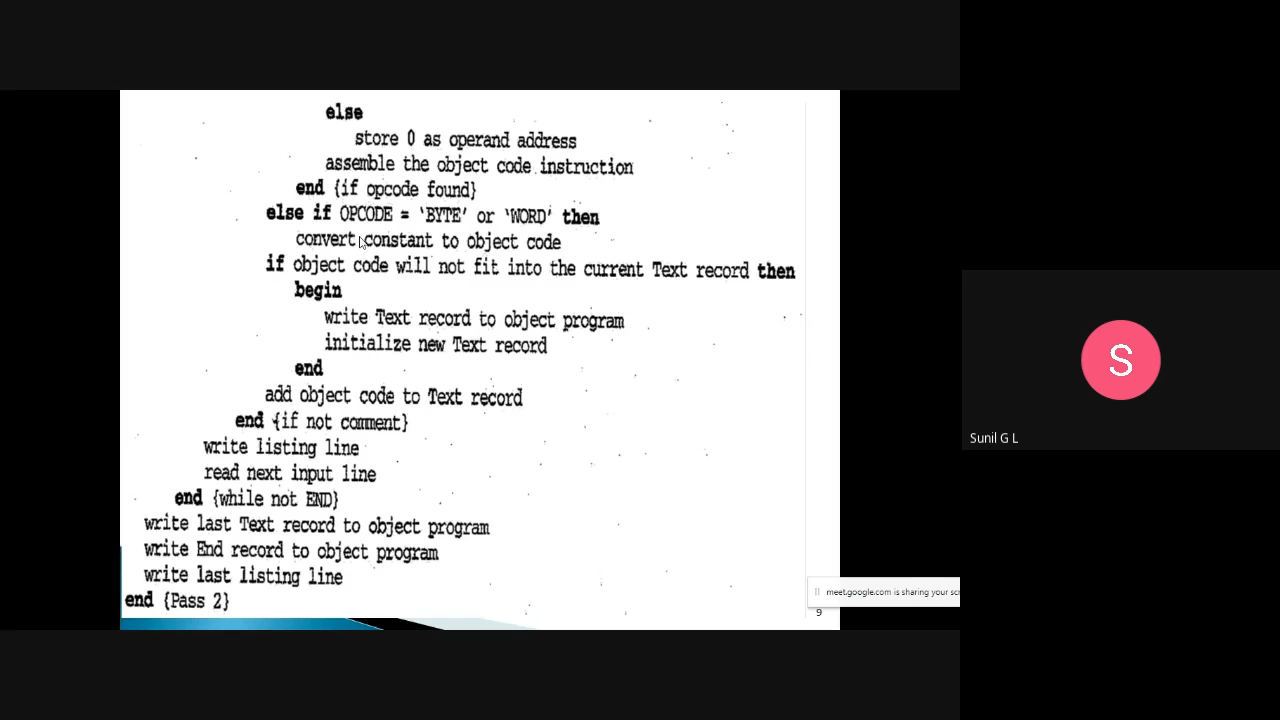 else
store 0 as operand address
assemble the object code instruction
end {if opcode found}
else if OPCODE = 'BYTE' or 'WORD' then
convert constant to object code
if object code will not fit into the current Text record then
begin
write Text record to object program
initialize new Text record
end
add object code to Text record
end {if not comment}
write listing line
read next input line
end {while not END}
write last Text record to object program
write End record to object program
write last listing line
end {Pass 2}
meet.google.com is sharing your scr
9
S
Sunil G L